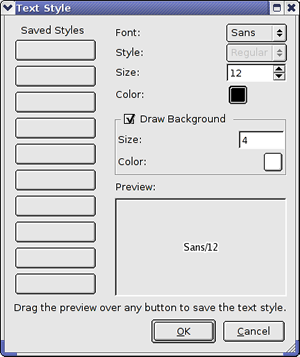 Text Style
Saved Styles
Font:
Sans
Style:
Regular
Size:
12
Color:
Draw Background
Size:
4
Color:
Preview:
Sans/12
Drag the preview over any button to save the text style.
OK
Cancel